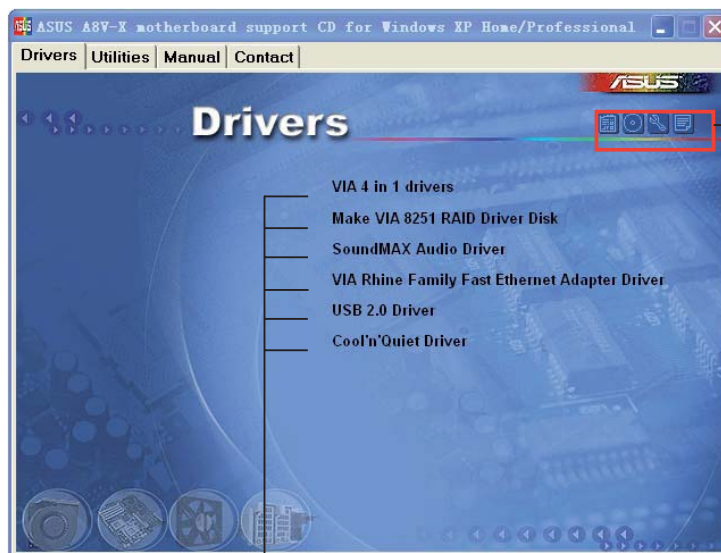 ASUS A8V-X motherboard support CD for Windows XP Home/Professional
Drivers Utilities Manual Contact
ASUS
Drivers
VIA 4 in 1 drivers
Make VIA 8251 RAID Driver Disk
SoundMAX Audio Driver
VIA Rhine Family Fast Ethernet Adapter Driver
USB 2.0 Driver
Cool'n'Quiet Driver